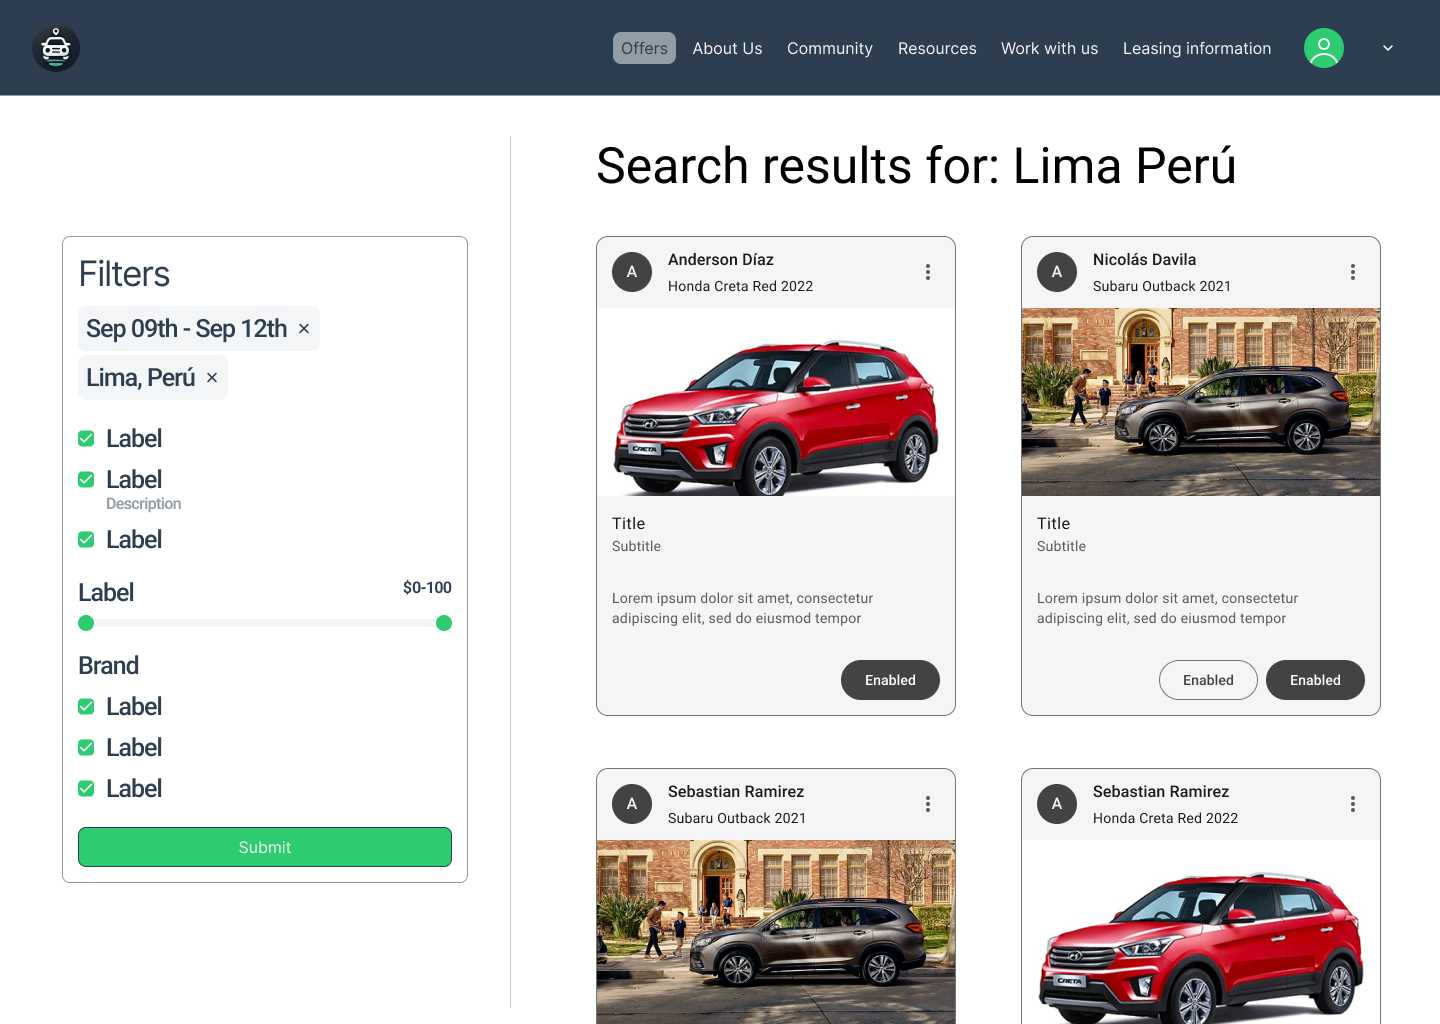 Offers About Us Community Resources Work with us Leasing information
Search results for: Lima Perú
Filters
Sep 09th - Sep 12th ×
Lima, Perú ×
Label
Label
Description
Label
Label $0-100
Brand
Label
Label
Label
Submit
A Anderson Díaz
Honda Creta Red 2022
CRETA
Title
Subtitle
Lorem ipsum dolor sit amet, consectetur
adipiscing elit, sed do eiusmod tempor
Enabled
A Nicolás Davila
Subaru Outback 2021
Title
Subtitle
Lorem ipsum dolor sit amet, consectetur
adipiscing elit, sed do eiusmod tempor
Enabled Enabled
A Sebastian Ramirez
Subaru Outback 2021
A Sebastian Ramirez
Honda Creta Red 2022
CRETA